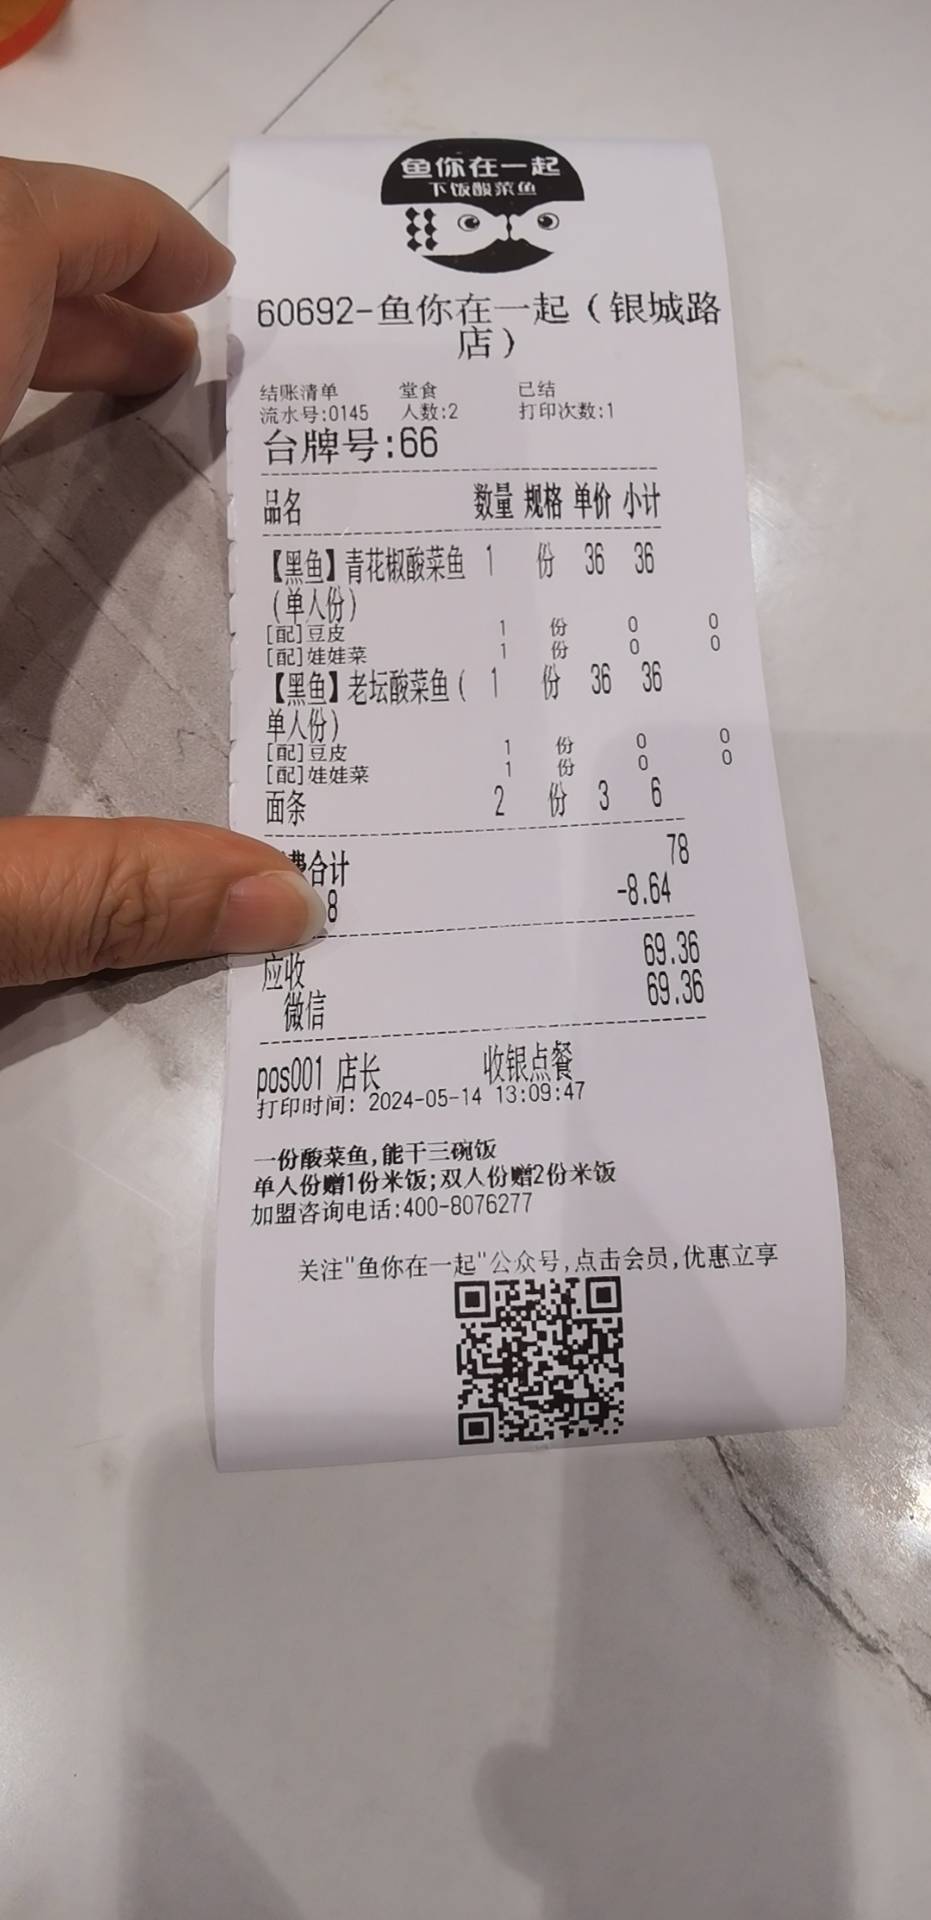 鱼你在一起
下饭酸菜鱼
60692-鱼你在一起（银城路
店）
结账清单 堂食 已结
流水号:0145 人数:2 打印次数:1
台牌号:66
品名 数量 规格 单价 小计
【黑鱼】青花椒酸菜鱼 1 份 36 36
（单人份）
[配]豆皮 1 份 0 0
[配]娃娃菜 1 份 0 0
【黑鱼】老坛酸菜鱼（ 1 份 36 36
单人份）
[配]豆皮 1 份 0 0
[配]娃娃菜 1 份 0 0
面条 2 份 3 6
费合计 78
8 -8.64
应收 69.36
微信 69.36
pos001 店长 收银点餐
打印时间: 2024-05-14 13:09:47
一份酸菜鱼,能干三碗饭
单人份赠1份米饭;双人份赠2份米饭
加盟咨询电话:400-8076277
关注"鱼你在一起"公众号,点击会员,优惠立享